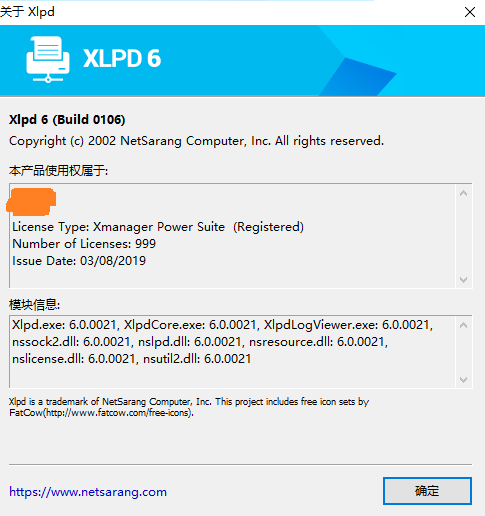 关于 Xlpd
XLPD 6
Xlpd 6 (Build 0106)
Copyright (c) 2002 NetSarang Computer, Inc. All rights reserved.
本产品使用权属于:
License Type: Xmanager Power Suite  (Registered)
Number of Licenses: 999
Issue Date: 03/08/2019
模块信息:
Xlpd.exe: 6.0.0021, XlpdCore.exe: 6.0.0021, XlpdLogViewer.exe: 6.0.0021,
nssock2.dll: 6.0.0021, nslpd.dll: 6.0.0021, nsresource.dll: 6.0.0021,
nslicense.dll: 6.0.0021, nsutil2.dll: 6.0.0021
Xlpd is a trademark of NetSarang Computer, Inc. This project includes free icon sets by
FatCow(http://www.fatcow.com/free-icons).
https://www.netsarang.com
确定